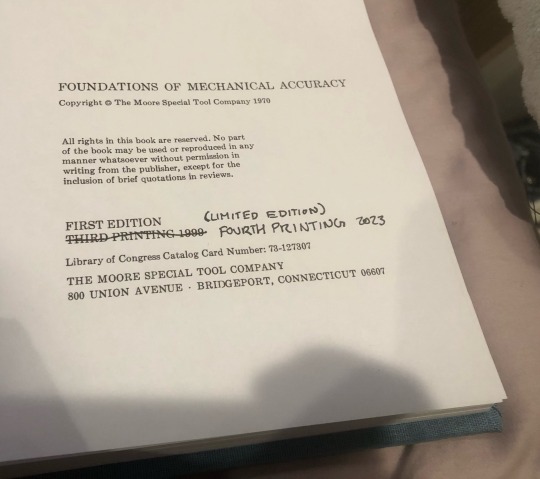 FOUNDATIONS OF MECHANICAL ACCURACY
Copyright © The Moore Special Tool Company 1970
All rights in this book are reserved. No part
of the book may be used or reproduced in any
manner whatsoever without permission in
writing from the publisher, except for the
inclusion of brief quotations in reviews.
FIRST EDITION (LIMITED EDITION)
THIRD PRINTING 1999 FOURTH PRINTING 2023
Library of Congress Catalog Card Number: 73-127307
THE MOORE SPECIAL TOOL COMPANY
800 UNION AVENUE · BRIDGEPORT, CONNECTICUT 06607